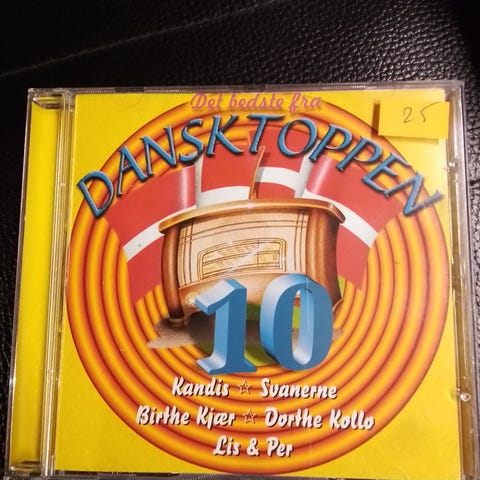 Det bedste fra
25
DANSKTOPPEN
10
Kandis ☆ Svanerne
Birthe Kjær ☆ Dorthe Kollo
Lis & Per